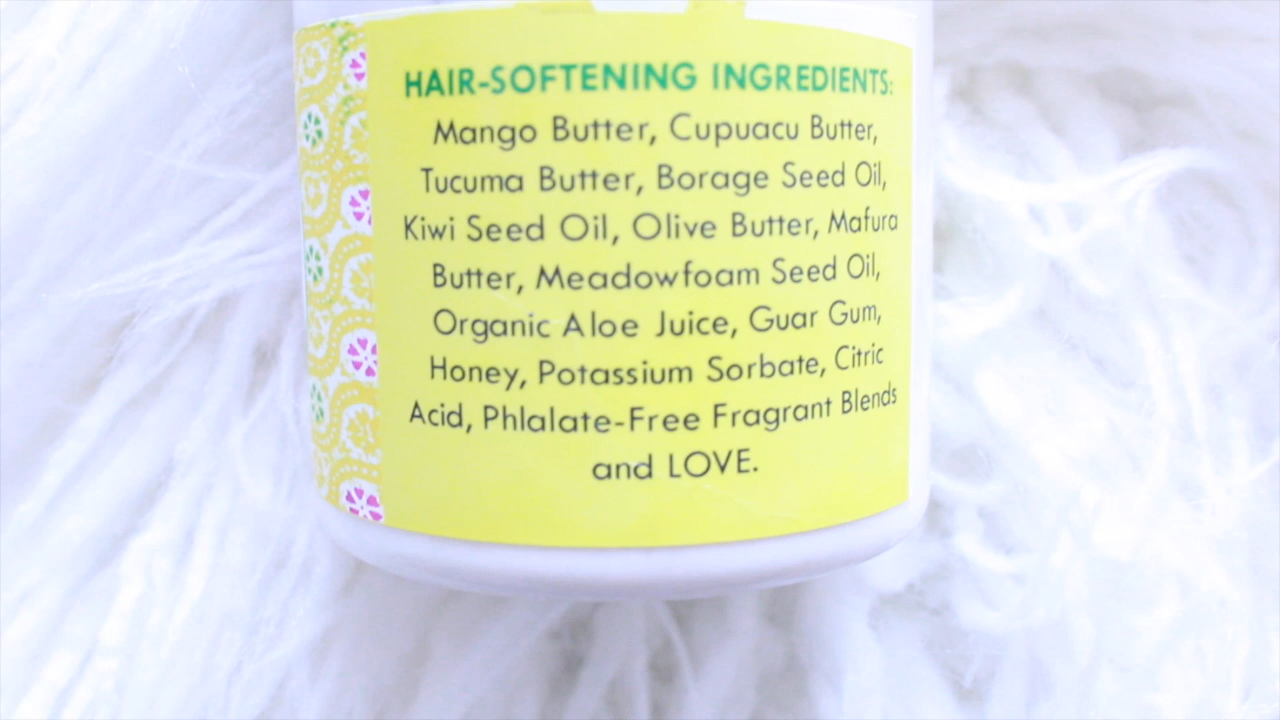 HAIR-SOFTENING INGREDIENTS:
Mango Butter, Cupuacu Butter,
Tucuma Butter, Borage Seed Oil,
Kiwi Seed Oil, Olive Butter, Mafura
Butter, Meadowfoam Seed Oil,
Organic Aloe Juice, Guar Gum,
Honey, Potassium Sorbate, Citric
Acid, Phlalate-Free Fragrant Blends
and LOVE.